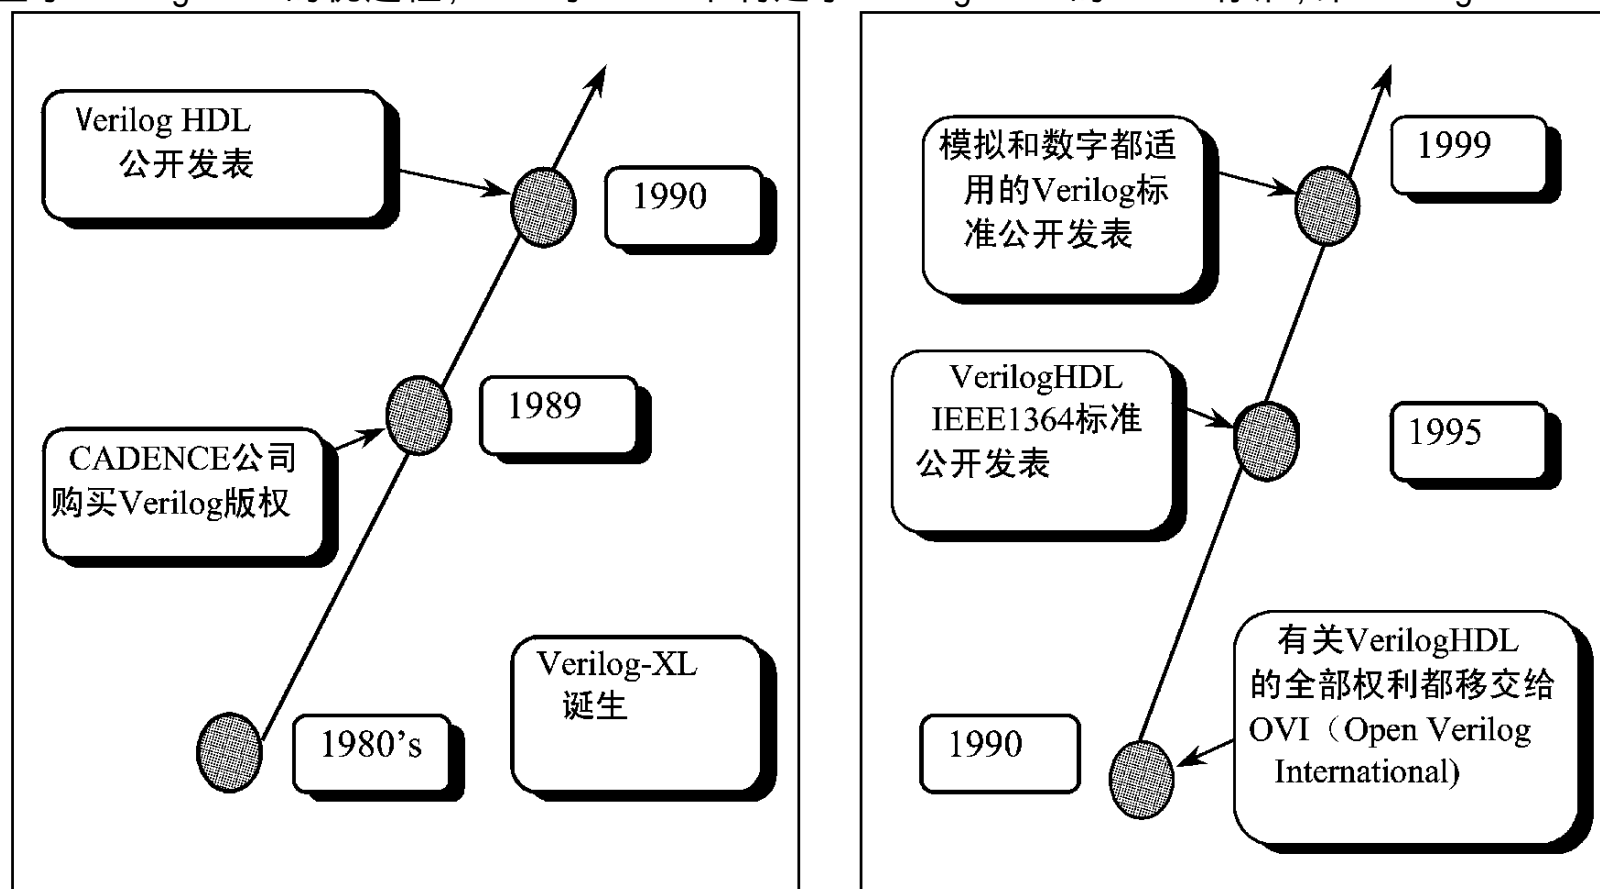 Verilog HDL
公开发表
1990
1989
CADENCE公司
购买Verilog版权
Verilog-XL
诞生
1980's
模拟和数字都适
用的Verilog标
准公开发表
1999
VerilogHDL
IEEE1364标准
公开发表
1995
有关VerilogHDL
的全部权利都移交给
OVI（Open Verilog
International)
1990